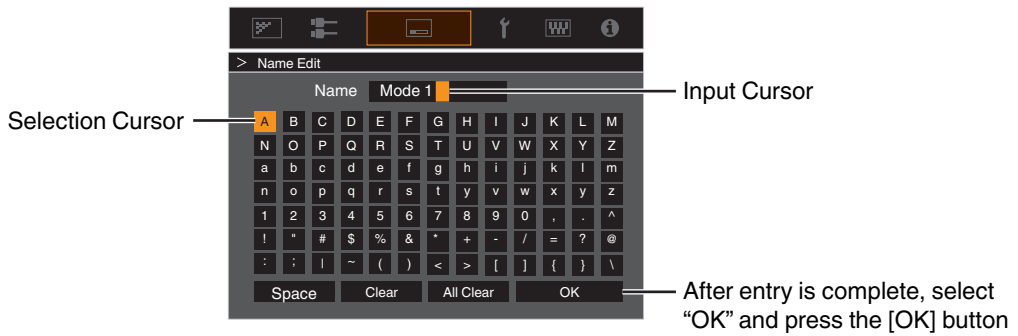 > Name Edit
Name Mode 1
Input Cursor
Selection Cursor
A B C D E F G H I J K L M
N O P Q R S T U V W X Y Z
a b c d e f g h i j k l m
n o p q r s t y v w x y z
1 2 3 4 5 6 7 8 9 0 , . ^
! " # $ % & * + - / = ? @
: ; | ~ ( ) < > [ ] { } \
Space Clear All Clear OK
After entry is complete, select
“OK” and press the [OK] button